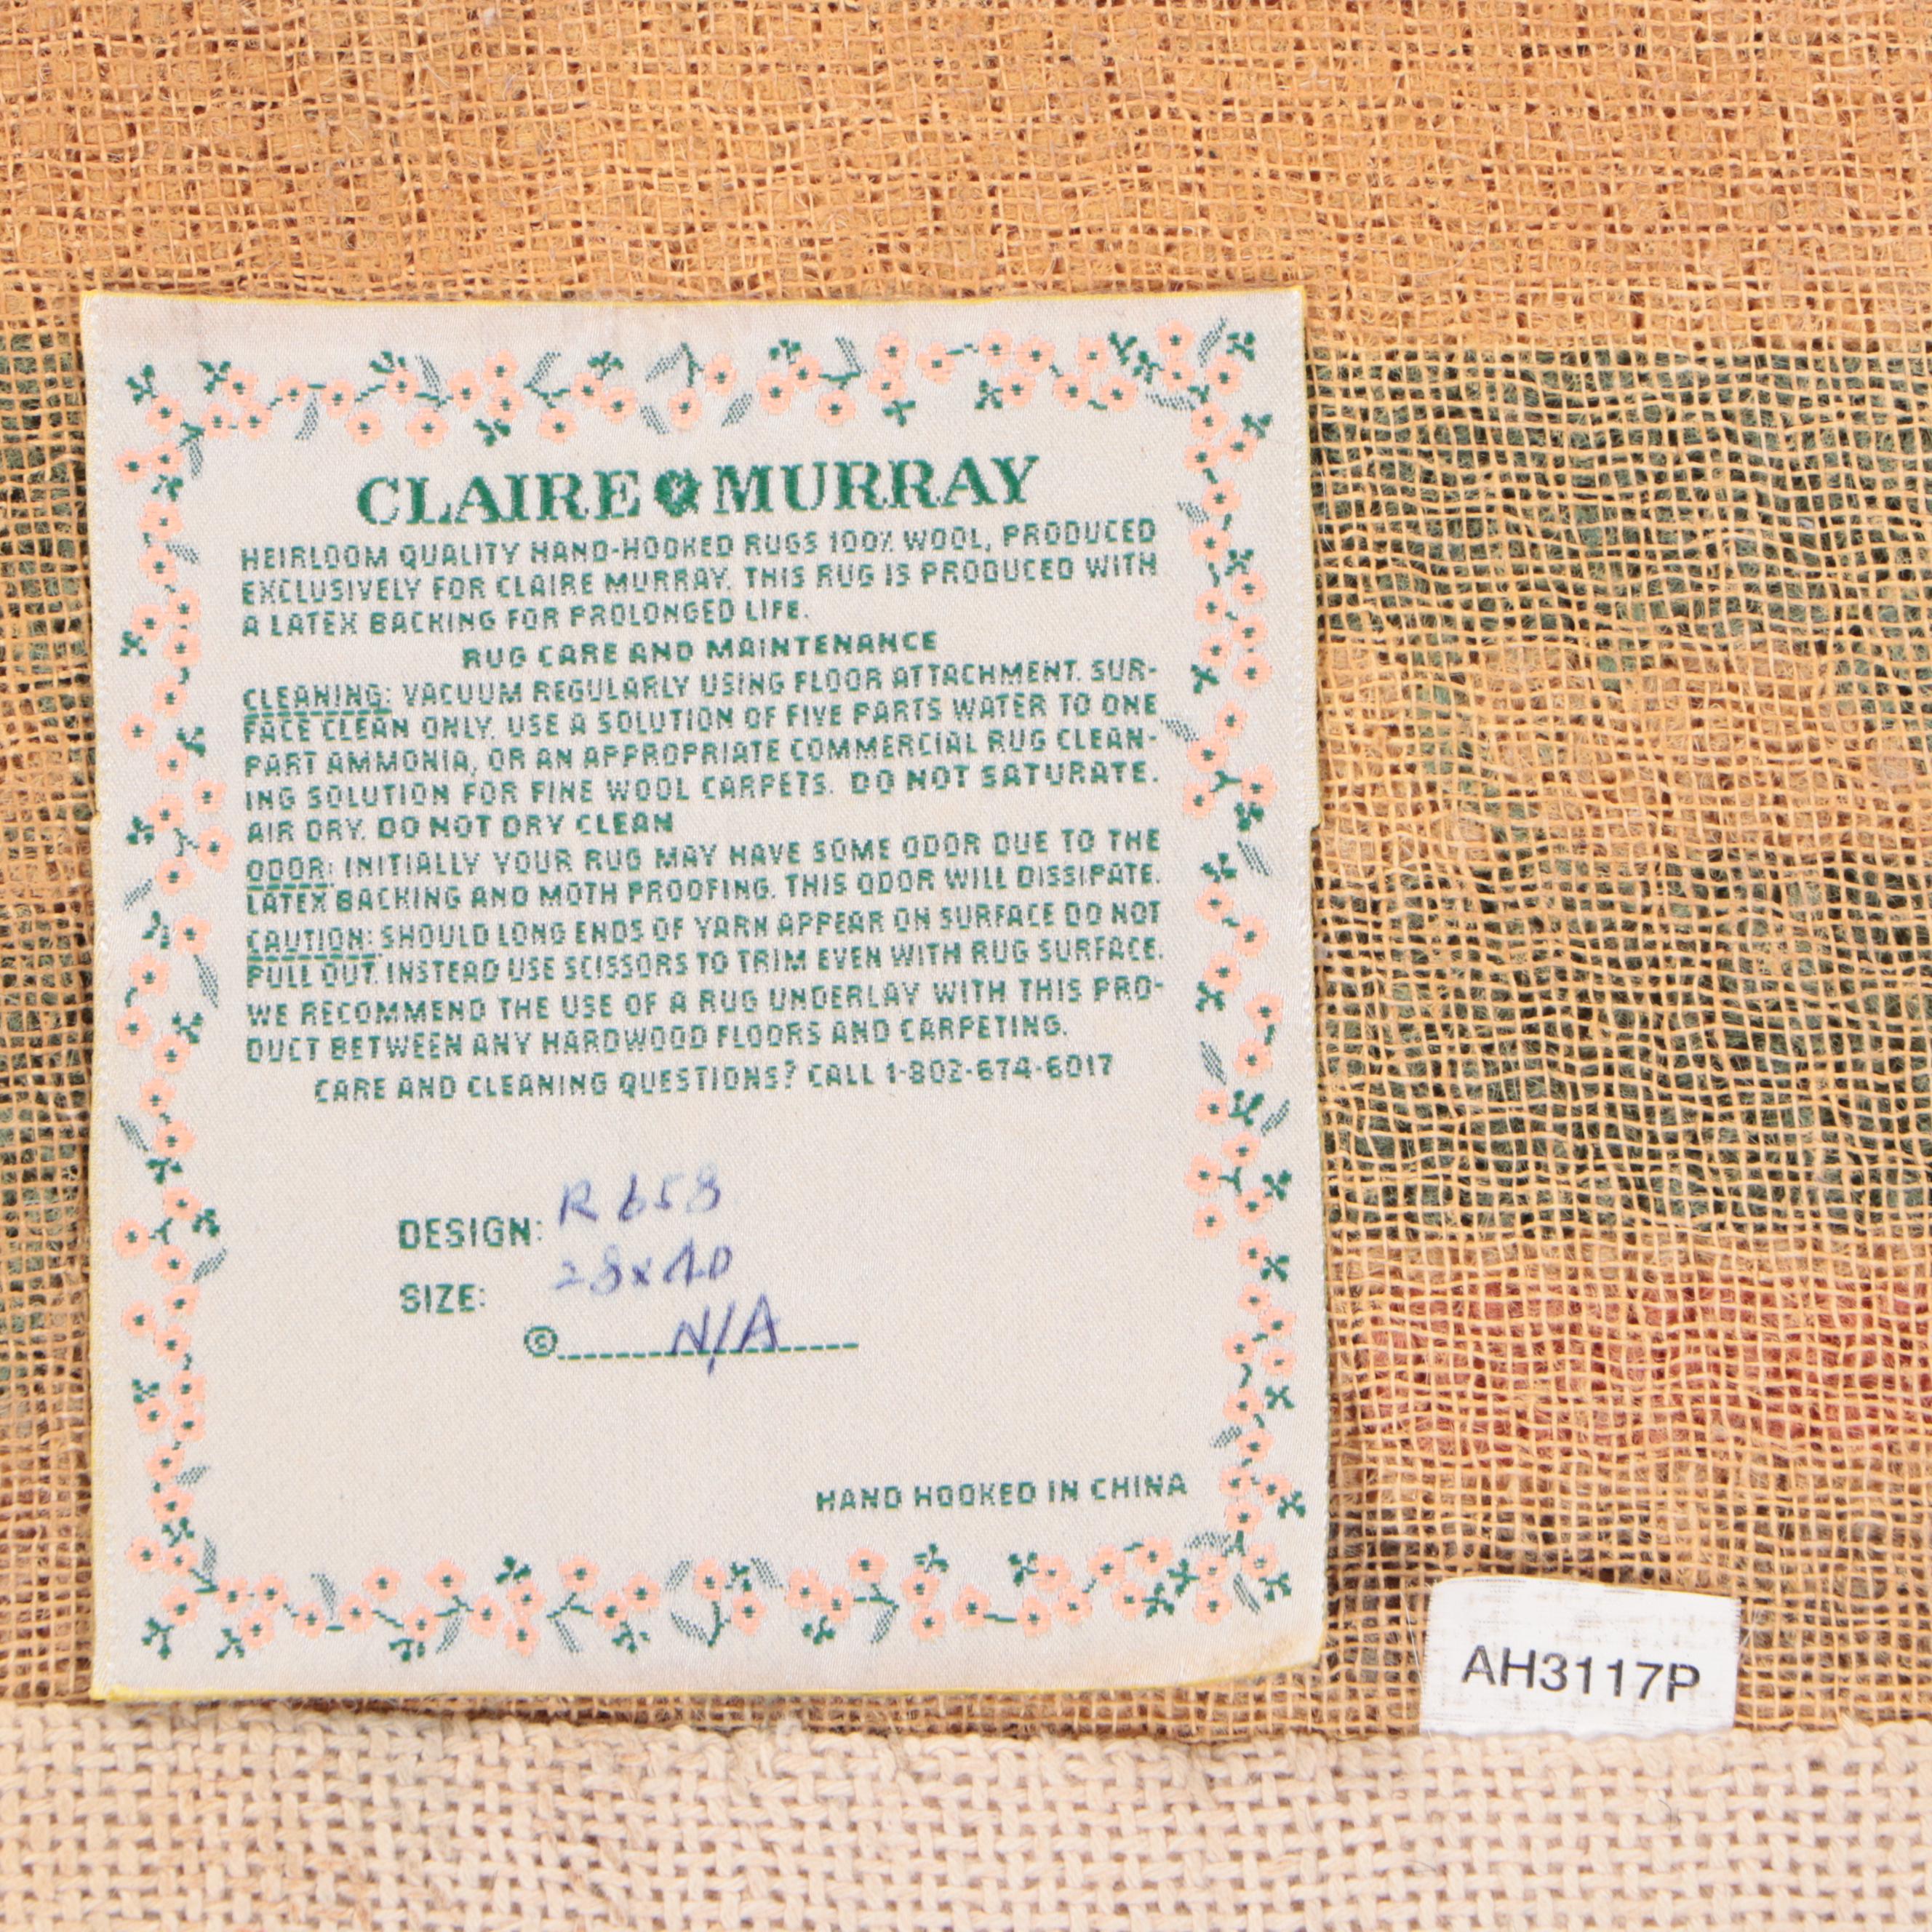 CLAIRE MURRAY
HEIRLOOM QUALITY HAND-HOOKED RUGS 100% WOOL, PRODUCED
EXCLUSIVELY FOR CLAIRE MURRAY. THIS RUG IS PRODUCED WITH
A LATEX BACKING FOR PROLONGED LIFE.
RUG CARE AND MAINTENANCE
CLEANING: VACUUM REGULARLY USING FLOOR ATTACHMENT. SUR-
FACE CLEAN ONLY. USE A SOLUTION OF FIVE PARTS WATER TO ONE
PART AMMONIA, OR AN APPROPRIATE COMMERCIAL RUG CLEAN-
ING SOLUTION FOR FINE WOOL CARPETS. DO NOT SATURATE.
AIR DRY. DO NOT DRY CLEAN
ODOR: INITIALLY YOUR RUG MAY HAVE SOME ODOR DUE TO THE
LATEX BACKING AND MOTH PROOFING. THIS ODOR WILL DISSIPATE.
CAUTION: SHOULD LONG ENDS OF YARN APPEAR ON SURFACE DO NOT
PULL OUT. INSTEAD USE SCISSORS TO TRIM EVEN WITH RUG SURFACE.
WE RECOMMEND THE USE OF A RUG UNDERLAY WITH THIS PRO-
DUCT BETWEEN ANY HARDWOOD FLOORS AND CARPETING.
CARE AND CLEANING QUESTIONS? CALL 1-802-674-6017
DESIGN: R658
SIZE: 28x40
© N/A
HAND HOOKED IN CHINA
AH3117P